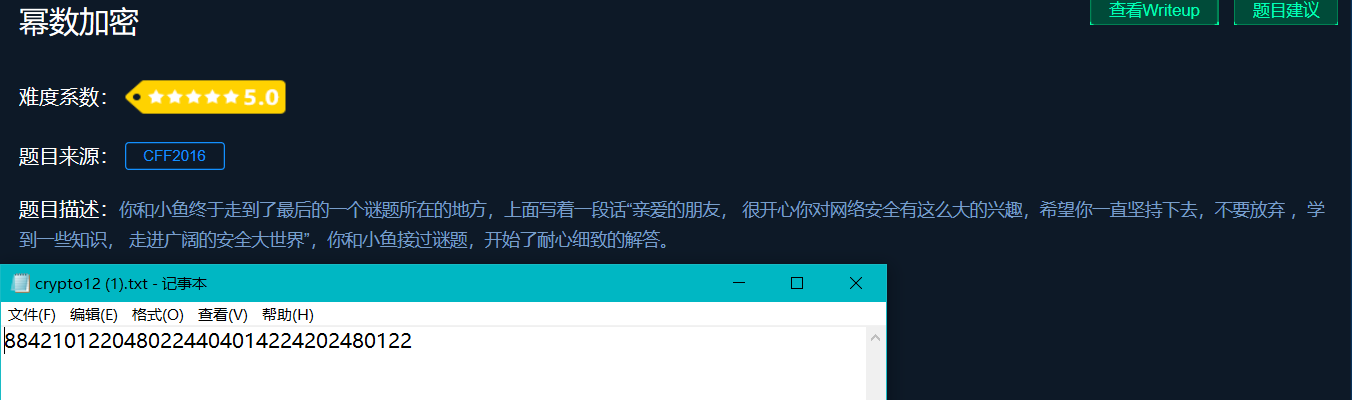 幂数加密
查看Writeup 题目建议
难度系数： 5.0
题目来源： CFF2016
题目描述：你和小鱼终于走到了最后的一个谜题所在的地方，上面写着一段话“亲爱的朋友， 很开心你对网络安全有这么大的兴趣，希望你一直坚持下去，不要放弃 ，学
到一些知识， 走进广阔的安全大世界”，你和小鱼接过谜题，开始了耐心细致的解答。
crypto12 (1).txt - 记事本
文件(F) 编辑(E) 格式(O) 查看(V) 帮助(H)
8842101220480224404014224202480122